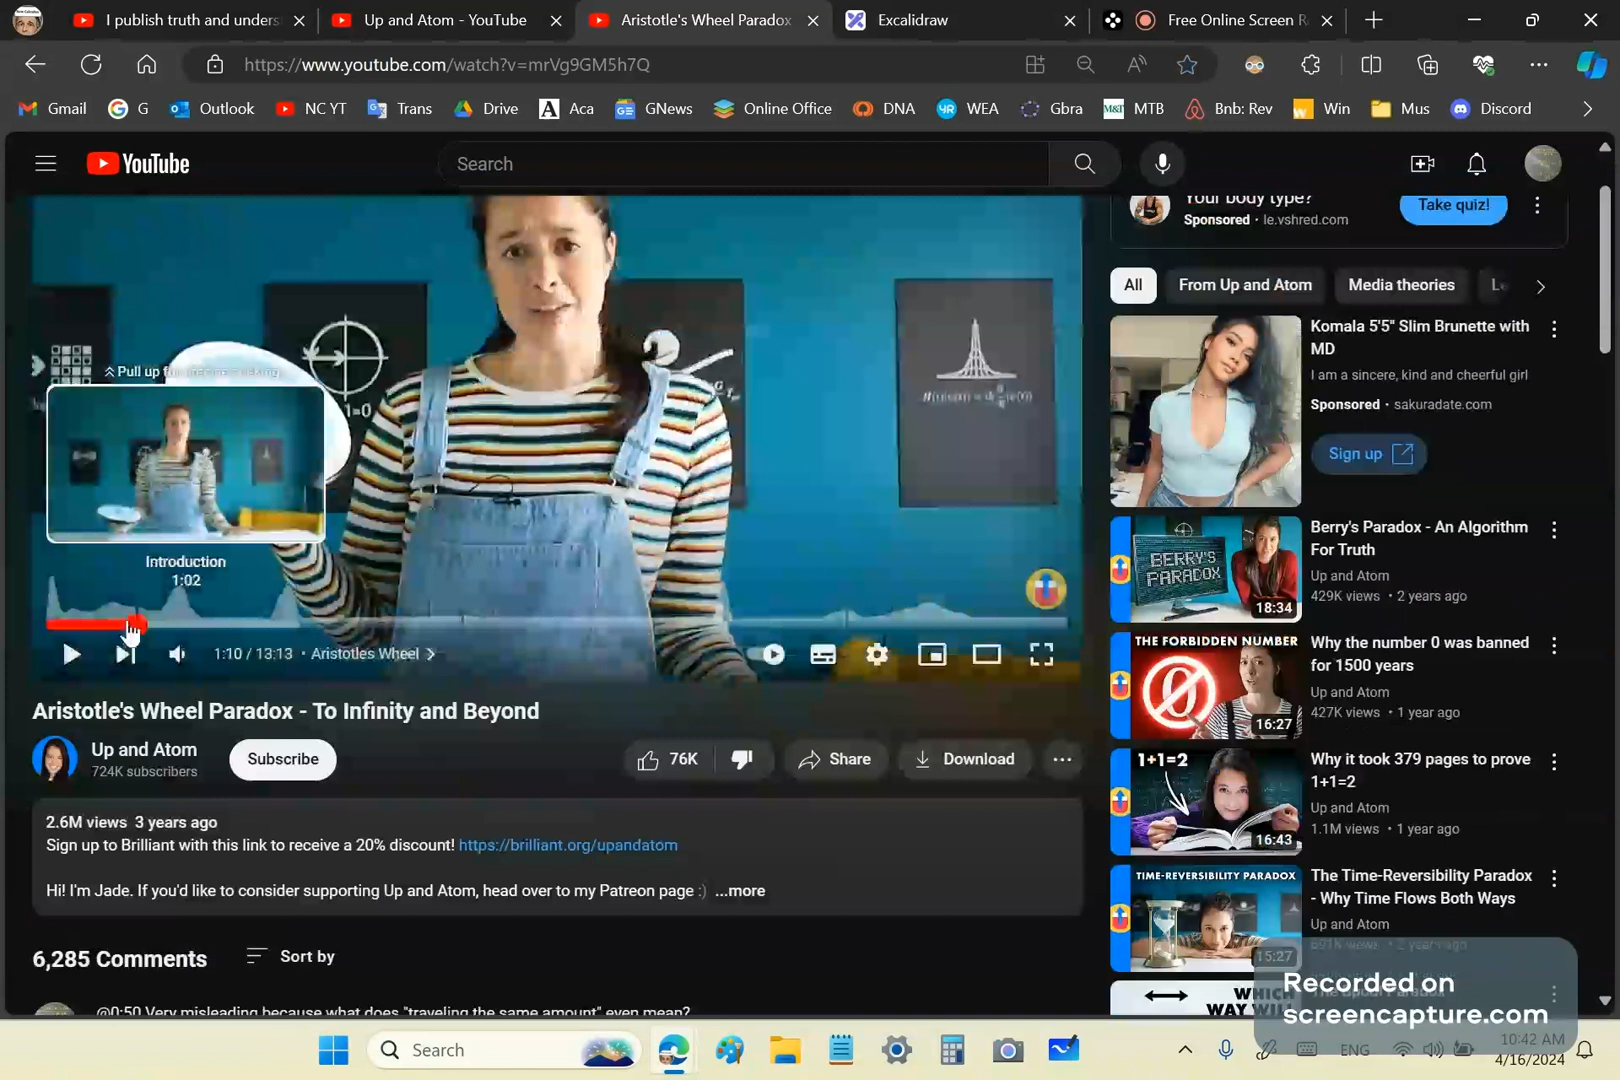 I publish truth and unders
Up and Atom - YouTube
Aristotle's Wheel Paradox
Excalidraw
Free Online Screen R
https://www.youtube.com/watch?v=mrVg9GM5h7Q
Gmail
G
Outlook
NC YT
Trans
Drive
Aca
GNews
Online Office
DNA
WEA
Gbra
MTB
Bnb: Rev
Win
Mus
Discord
YouTube
Search
Your body type?
Sponsored · le.vshred.com
Take quiz!
All
From Up and Atom
Media theories
Pull up
1=0
Introduction
1:02
1:10 / 13:13 • Aristotles Wheel
Aristotle's Wheel Paradox - To Infinity and Beyond
Up and Atom
724K subscribers
Subscribe
76K
Share
Download
2.6M views 3 years ago
Sign up to Brilliant with this link to receive a 20% discount! https://brilliant.org/upandatom
Hi! I'm Jade. If you'd like to consider supporting Up and Atom, head over to my Patreon page :) ...more
6,285 Comments
Sort by
@0:50 Very misleading because what does "traveling the same amount" even mean?
Komala 5'5" Slim Brunette with
MD
I am a sincere, kind and cheerful girl
Sponsored · sakuradate.com
Sign up
BERRY'S
PARADOX
18:34
Berry's Paradox - An Algorithm
For Truth
Up and Atom
429K views • 2 years ago
THE FORBIDDEN NUMBER
0
16:27
Why the number 0 was banned
for 1500 years
Up and Atom
427K views • 1 year ago
1+1=2
16:43
Why it took 379 pages to prove
1+1=2
Up and Atom
1.1M views • 1 year ago
TIME-REVERSIBILITY PARADOX
15:27
The Time-Reversibility Paradox
- Why Time Flows Both Ways
Up and Atom
691K views • 2 years ago
WHICH
WAY WILL
Recorded on
screencapture.com
Search
ENG
10:42 AM
4/16/2024